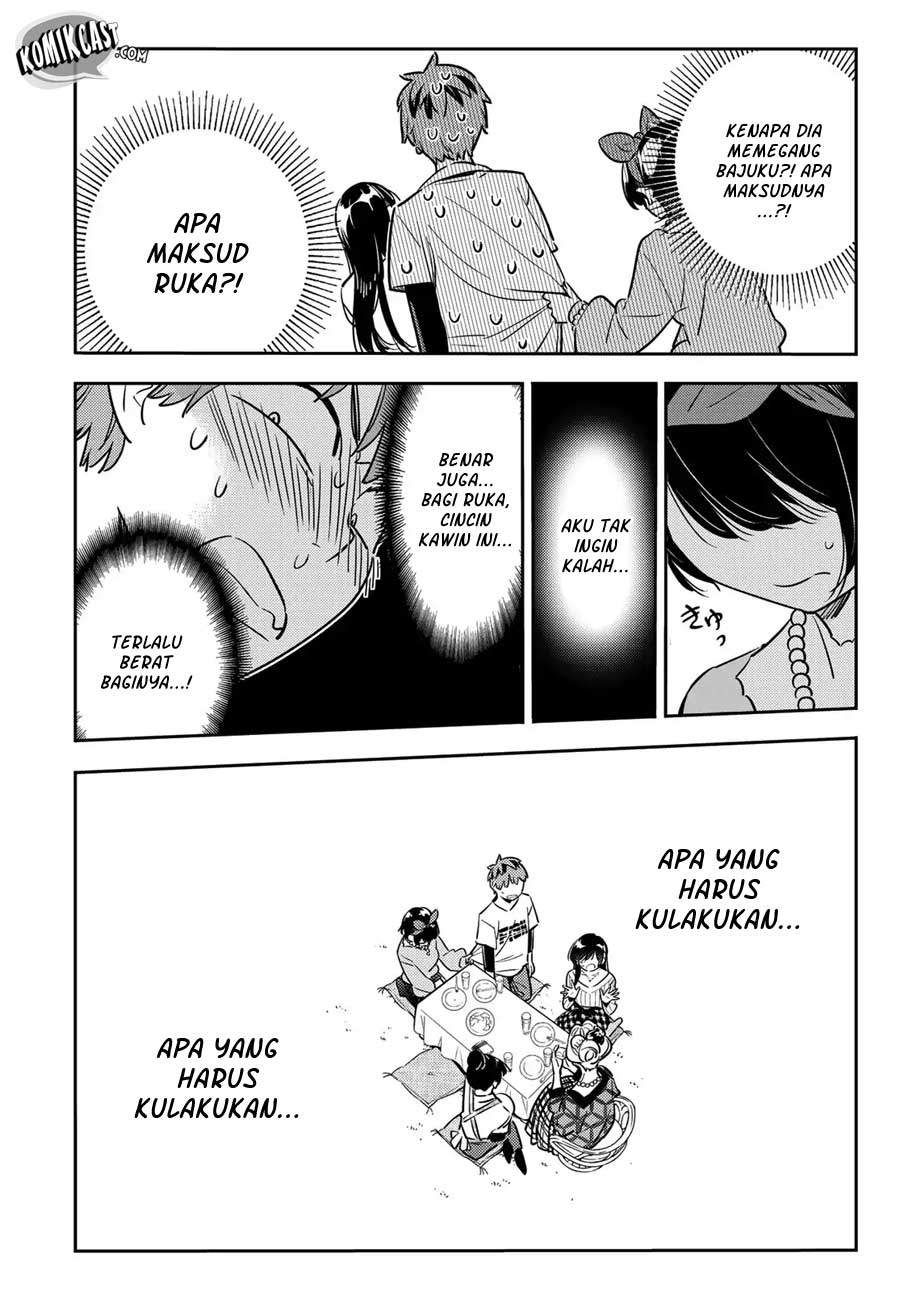 KOMIKCAST
.COM
KENAPA DIA
MEMEGANG
BAJUKU?! APA
MAKSUDNYA
...?!
APA
MAKSUD
RUKA?!
きゅっ
AKU TAK
INGIN
KALAH...
BENAR
JUGA...
BAGI RUKA,
CINCIN
KAWIN INI...
TERLALU
BERAT
BAGINYA...!
APA YANG
HARUS
KULAKUKAN...
APA YANG
HARUS
KULAKUKAN...